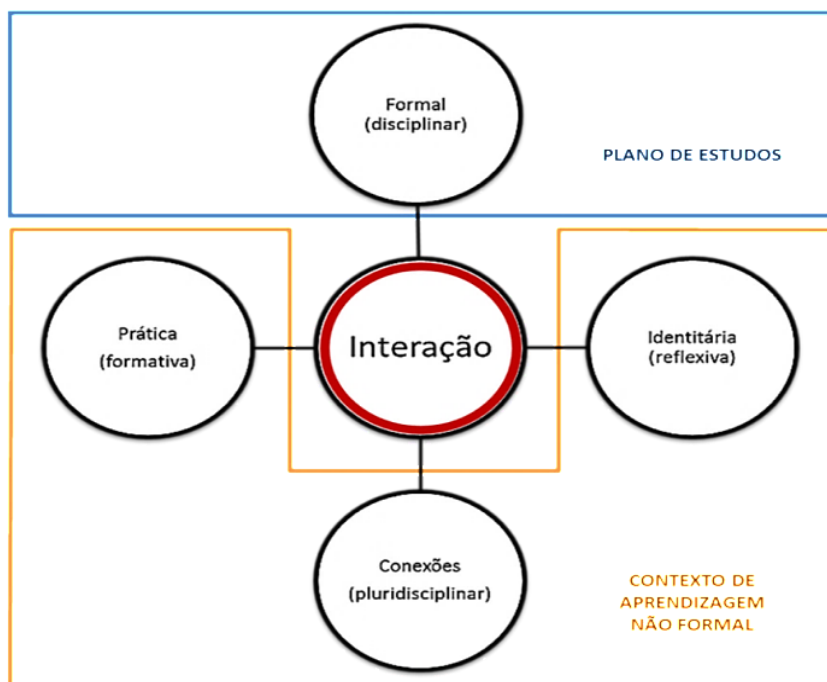 Formal
(disciplinar)
PLANO DE ESTUDOS
Prática
(formativa)
Interação
Identitária
(reflexiva)
Conexões
(pluridisciplinar)
CONTEXTO DE
APRENDIZAGEM
NÃO FORMAL